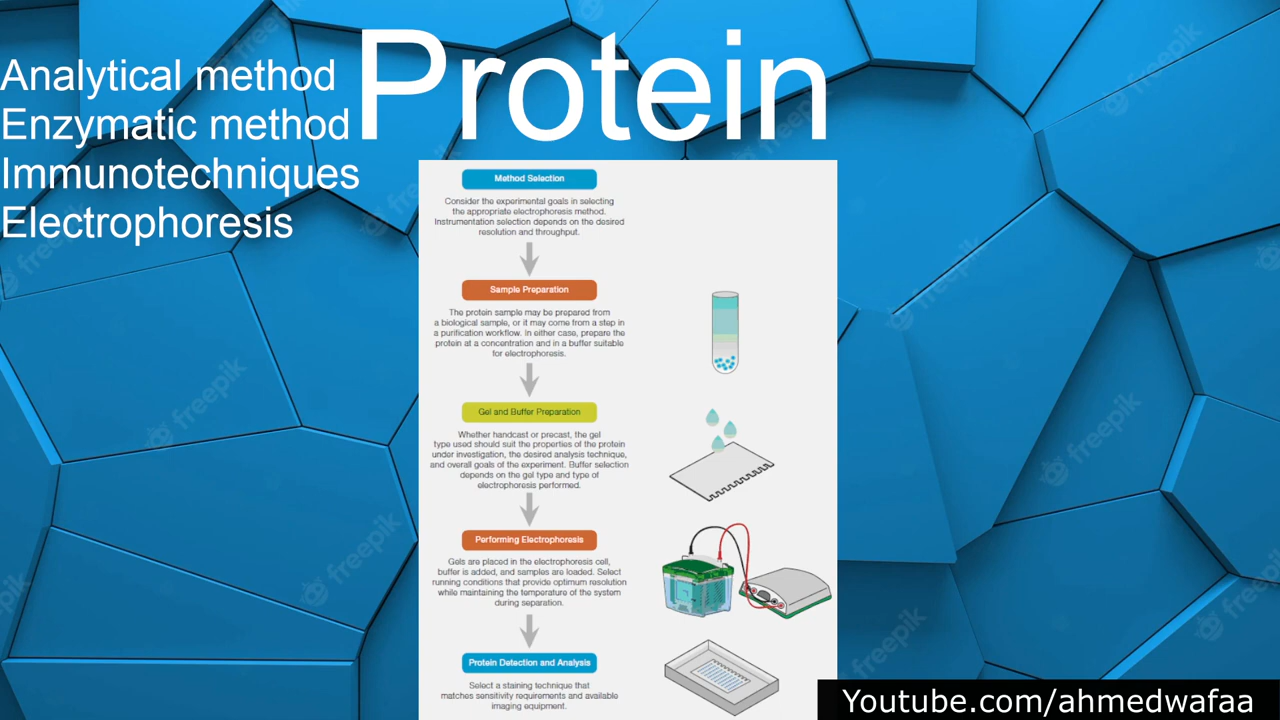 Protein
Analytical method
Enzymatic method
Immunotechniques
Electrophoresis
Method Selection
Consider the experimental goals in selecting
the appropriate electrophoresis method.
Instrumentation selection depends on the desired
resolution and throughput.
Sample Preparation
The protein sample may be prepared from
a biological sample, or it may come from a step in
a purification workflow. In either case, prepare the
protein at a concentration and in a buffer suitable
for electrophoresis.
Gel and Buffer Preparation
Whether handcast or precast, the gel
type used should suit the properties of the protein
under investigation, the desired analysis technique,
and overall goals of the experiment. Buffer selection
depends on the gel type and type of
electrophoresis performed.
Performing Electrophoresis
Gels are placed in the electrophoresis cell,
buffer is added, and samples are loaded. Select
running conditions that provide optimum resolution
while maintaining the temperature of the system
during separation.
Protein Detection and Analysis
Select a staining technique that
matches sensitivity requirements and available
imaging equipment.
Youtube.com/ahmedwafaa
freepik
freepik
freepik
freepik
freepik
freepik
freepik
freepik